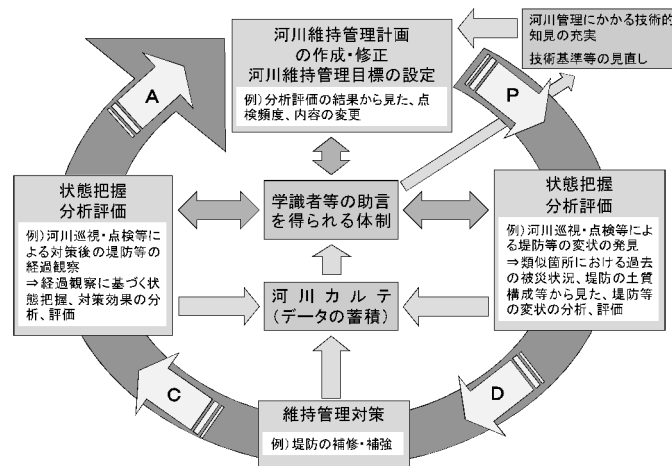 河川維持管理計画
の作成・修正
河川維持管理目標の設定
例）分析評価の結果から見た、点
検頻度、内容の変更
河川管理にかかる技術的
知見の充実
技術基準等の見直し
A
P
状態把握
分析評価
例）河川巡視・点検等に
よる対策後の堤防等の
経過観察
⇒経過観察に基づく状
態把握、対策効果の分
析、評価
学識者等の助言
を得られる体制
状態把握
分析評価
例）河川巡視・点検等によ
る堤防等の変状の発見
⇒類似箇所における過去の
被災状況、堤防の土質
構成等から見た、堤防等
の変状の分析、評価
河川カルテ
（データの蓄積）
C
D
維持管理対策
例）堤防の補修・補強